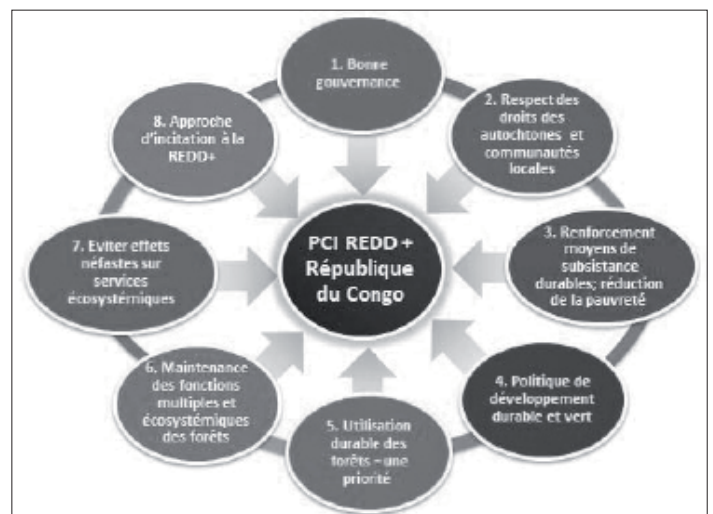 1. Bonne
gouvernance
2. Respect des
droits des
autochtones et
communautés
locales
3. Renforcement
moyens de
subsistance
durables; réduction
de la pauvreté
4. Politique de
développement
durable et vert
5. Utilisation
durable des
forêts – une
priorité
6. Maintenance
des fonctions
multiples et
écosystémiques
des forêts
7. Eviter effets
néfastes sur
services
écosystémiques
8. Approche
d'incitation à la
REDD+
PCI REDD +
République
du Congo